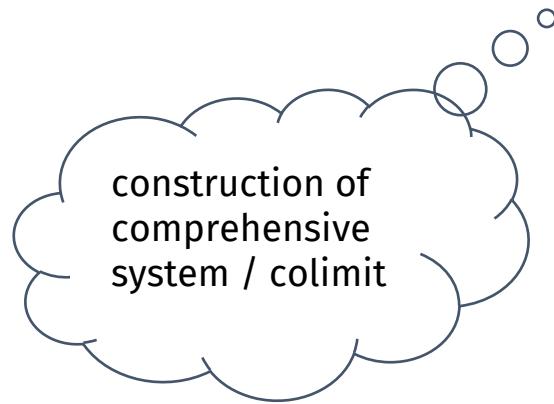 construction of
comprehensive
system / colimit